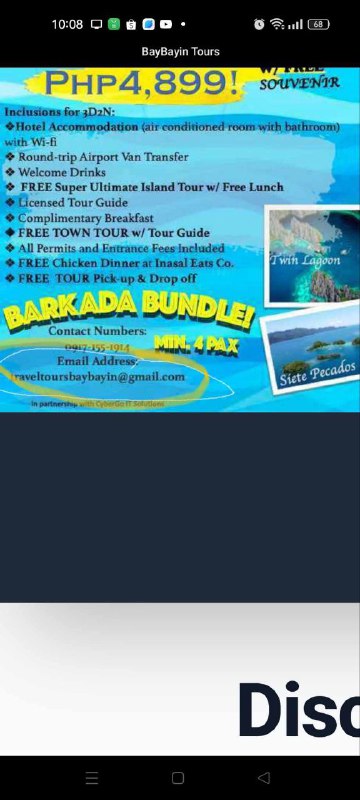 10:08
68
BayBayin Tours
PHP4,899!
W/ FREE
SOUVENIR
Inclusions for 3D2N:
❖Hotel Accommodation (air conditioned room with bathroom)
with Wi-fi
❖ Round-trip Airport Van Transfer
❖ Welcome Drinks
❖ FREE Super Ultimate Island Tour w/ Free Lunch
❖ Licensed Tour Guide
❖ Complimentary Breakfast
❖ FREE TOWN TOUR w/ Tour Guide
❖ All Permits and Entrance Fees Included
❖ FREE Chicken Dinner at Inasal Eats Co.
❖ FREE TOUR Pick-up & Drop off
Twin Lagoon
BARKADA BUNDLE!
MIN. 4 PAX
Contact Numbers:
0917-155-1914
Email Address:
raveltoursbaybayin@gmail.com
Siete Pecados
In partnership with CyberGo IT Solutions
Disc